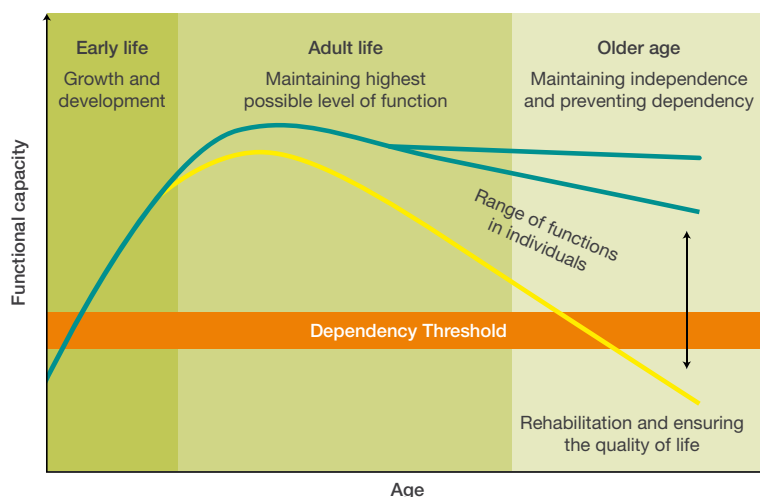 Early life
Growth and
development
Adult life
Maintaining highest
possible level of function
Older age
Maintaining independence
and preventing dependency
Functional capacity
Range of functions
in individuals
Dependency Threshold
Rehabilitation and ensuring
the quality of life
Age